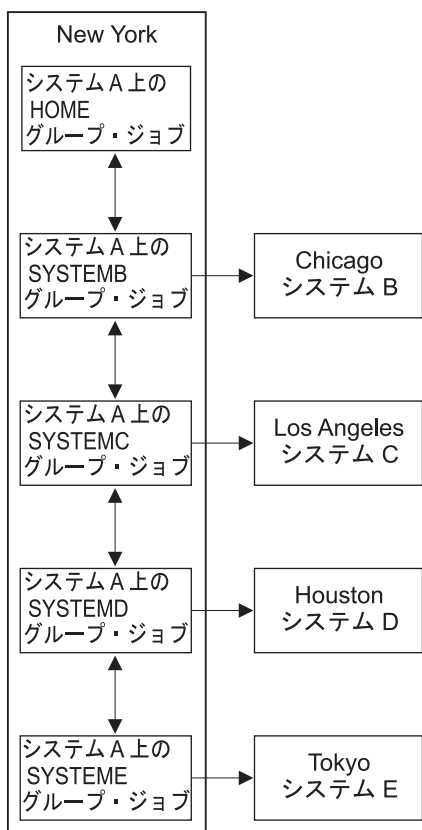 New York
システム A 上の
HOME
グループ・ジョブ
システム A 上の
SYSTEMB
グループ・ジョブ
Chicago
システム B
システム A 上の
SYSTEMC
グループ・ジョブ
Los Angeles
システム C
システム A 上の
SYSTEMD
グループ・ジョブ
Houston
システム D
システム A 上の
SYSTEME
グループ・ジョブ
Tokyo
システム E